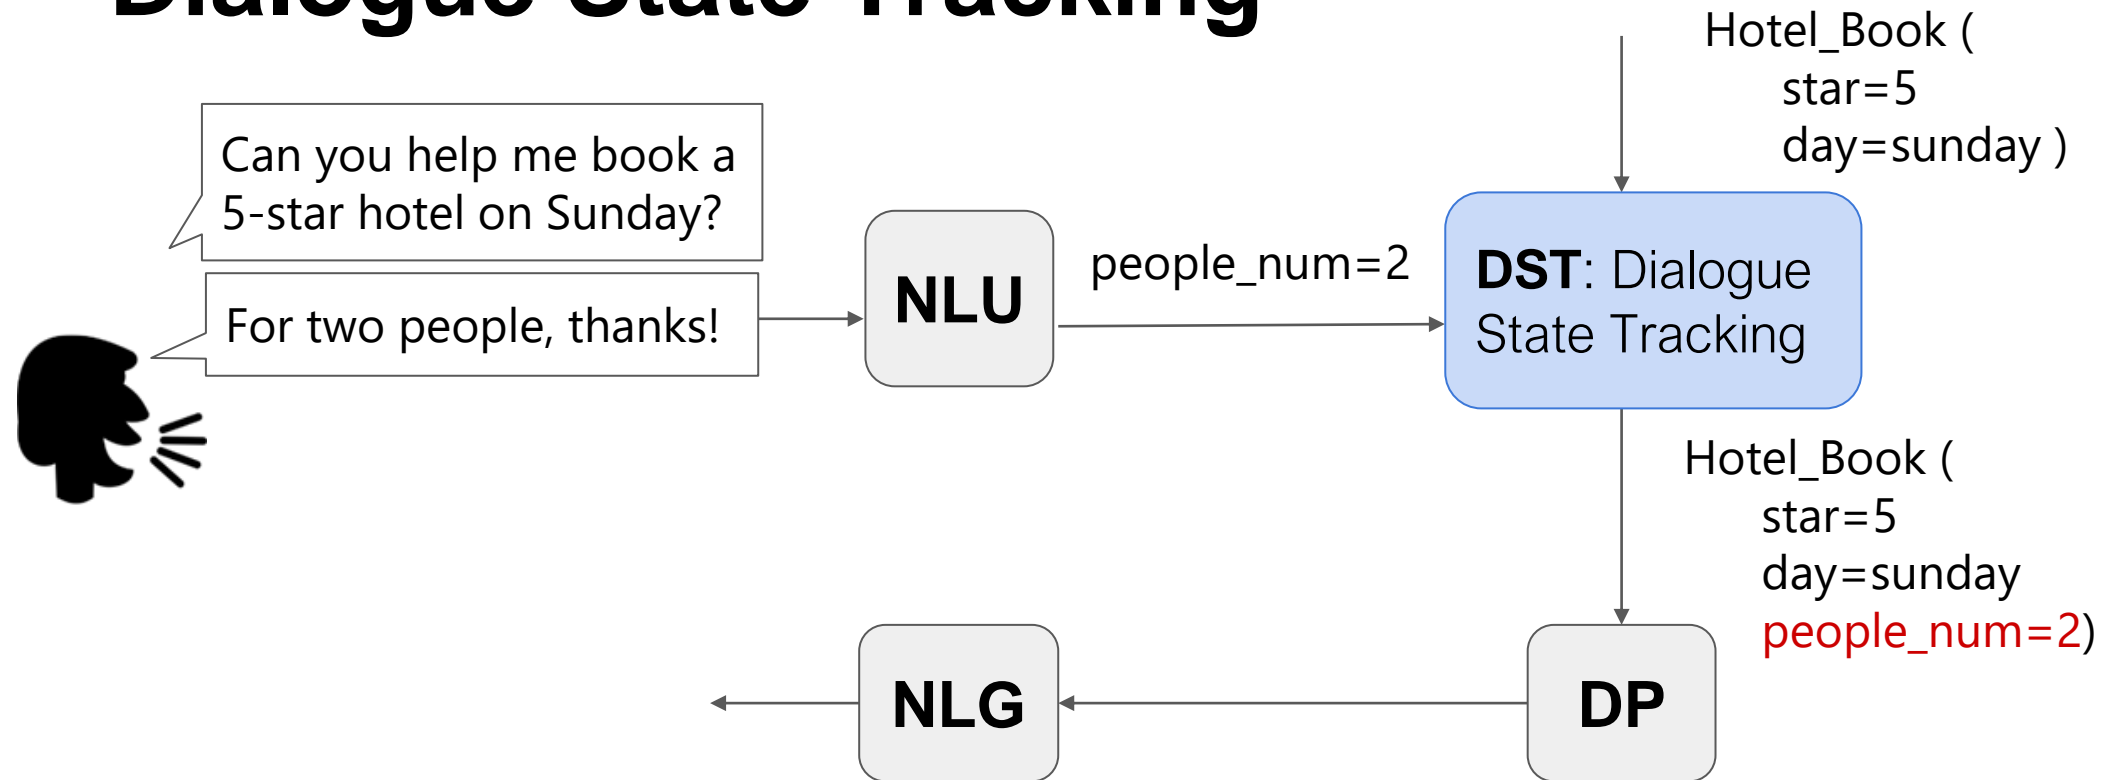 Dialogue State Tracking
Hotel_Book (
star=5
day=sunday )
Can you help me book a
5-star hotel on Sunday?
For two people, thanks!
NLU
people_num=2
DST: Dialogue
State Tracking
Hotel_Book (
star=5
day=sunday
people_num=2)
NLG
DP